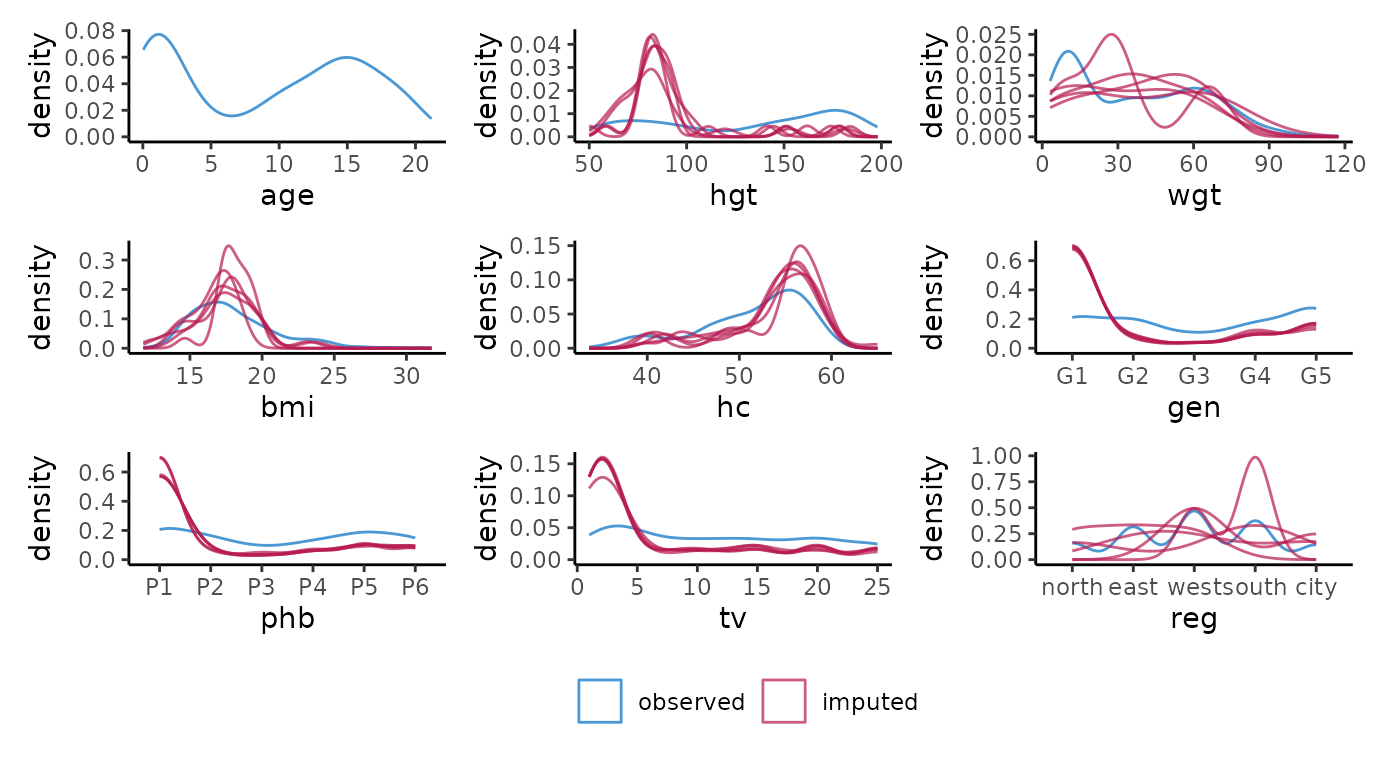 density
0.08
0.06
0.04
0.02
0.00
0 5 10 15 20
age
density
0.04
0.03
0.02
0.01
0.00
50 100 150 200
hgt
density
0.025
0.020
0.015
0.010
0.005
0.000
0 30 60 90 120
wgt
density
0.3
0.2
0.1
0.0
15 20 25 30
bmi
density
0.15
0.10
0.05
0.00
40 50 60
hc
density
0.6
0.4
0.2
0.0
G1 G2 G3 G4 G5
gen
density
0.6
0.4
0.2
0.0
P1 P2 P3 P4 P5 P6
phb
density
0.15
0.10
0.05
0.00
0 5 10 15 20 25
tv
density
1.00
0.75
0.50
0.25
0.00
north east west south city
reg
observed imputed